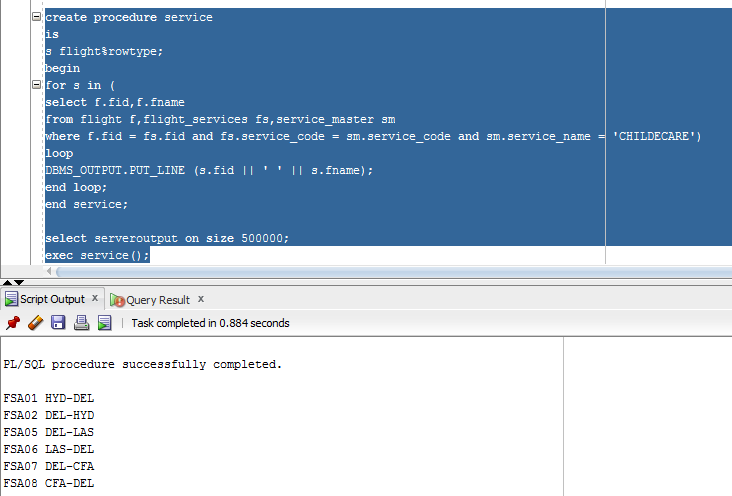 create procedure service
is
s flight%rowtype;
begin
for s in (
select f.fid,f.fname
from flight f,flight_services fs,service_master sm
where f.fid = fs.fid and fs.service_code = sm.service_code and sm.service_name = 'CHILDECARE')
loop
DBMS_OUTPUT.PUT_LINE (s.fid || ' ' || s.fname);
end loop;
end service;
select serveroutput on size 500000;
exec service();
Script Output x Query Result x
Task completed in 0.884 seconds
PL/SQL procedure successfully completed.
FSA01 HYD-DEL
FSA02 DEL-HYD
FSA05 DEL-LAS
FSA06 LAS-DEL
FSA07 DEL-CFA
FSA08 CFA-DEL